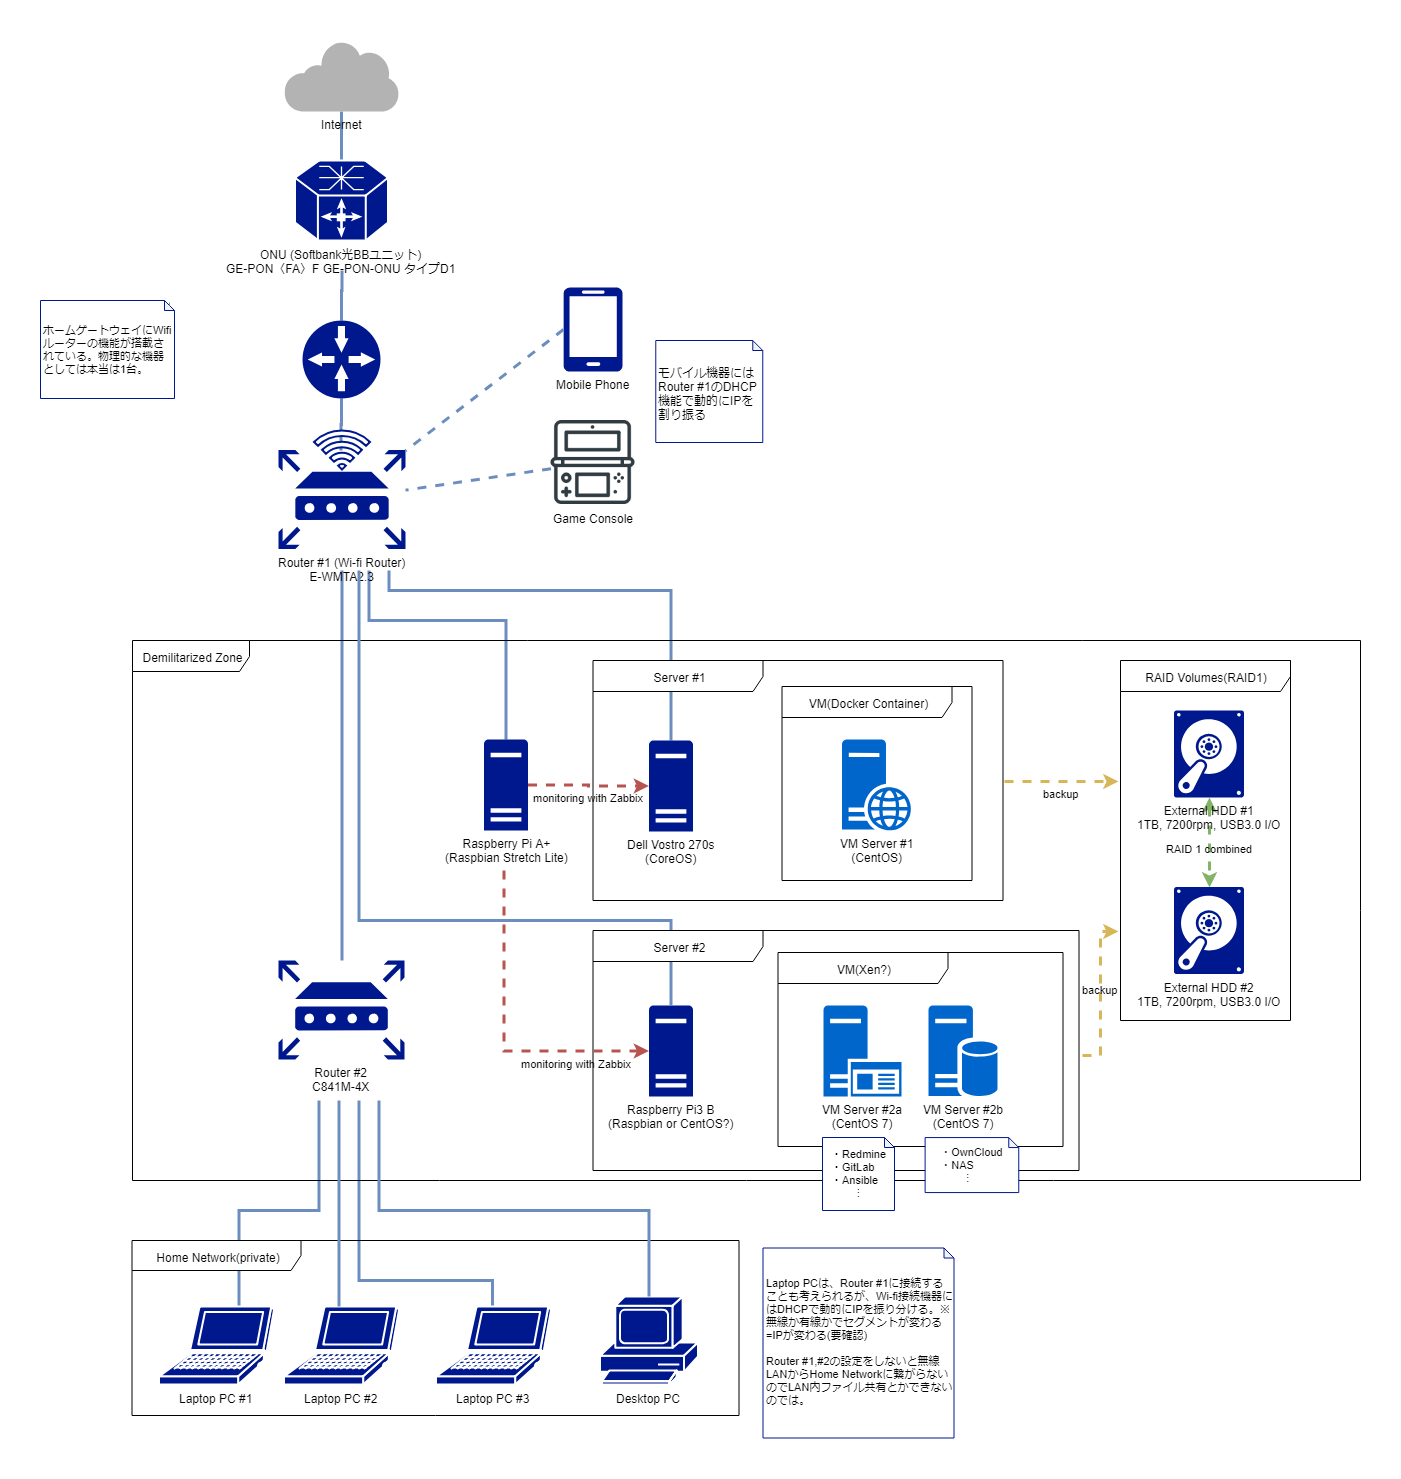 Internet
ONU (Softbank光BBユニット)
GE-PON〈FA〉F GE-PON-ONU タイプD1
ホームゲートウェイにWifi
ルーターの機能が搭載さ
れている。物理的な機器
としては本当は1台。
Mobile Phone
モバイル機器には
Router #1のDHCP
機能で動的にIPを
割り振る
Game Console
Router #1 (Wi-fi Router)
E-WMTA2.3
Demilitarized Zone
Server #1
VM(Docker Container)
RAID Volumes(RAID1)
monitoring with Zabbix
backup
Raspberry Pi A+
(Raspbian Stretch Lite)
Dell Vostro 270s
(CoreOS)
VM Server #1
(CentOS)
External HDD #1
1TB, 7200rpm, USB3.0 I/O
RAID 1 combined
Server #2
VM(Xen?)
backup
External HDD #2
1TB, 7200rpm, USB3.0 I/O
monitoring with Zabbix
Router #2
C841M-4X
Raspberry Pi3 B
(Raspbian or CentOS?)
VM Server #2a
(CentOS 7)
VM Server #2b
(CentOS 7)
・Redmine
・GitLab
・Ansible
⋮
・OwnCloud
・NAS
⋮
Home Network(private)
Laptop PC #1
Laptop PC #2
Laptop PC #3
Desktop PC
Laptop PCは、Router #1に接続する
ことも考えられるが、Wi-fi接続機器に
はDHCPで動的にIPを振り分ける。※
無線か有線かでセグメントが変わる
=IPが変わる(要確認)
Router #1,#2の設定をしないと無線
LANからHome Networkに繋がらない
のでLAN内ファイル共有とかできない
のでは。